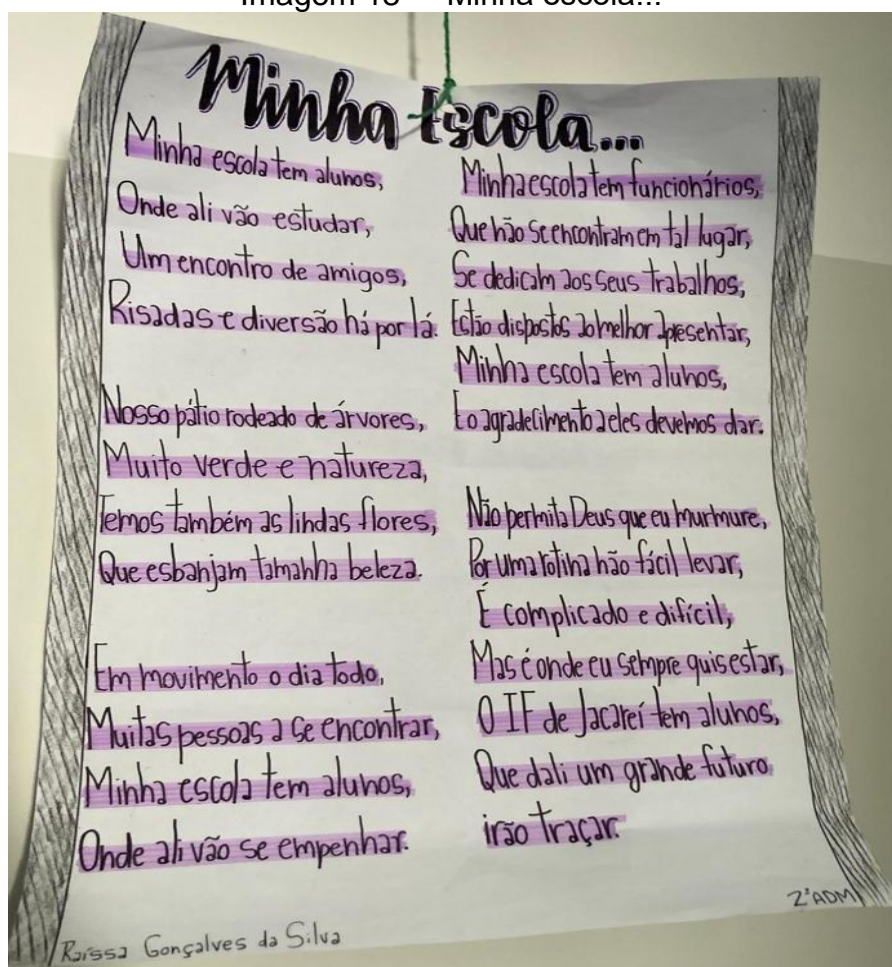 Minha Escola...
Minha escola tem alunos,
Onde ali vão estudar,
Um encontro de amigos,
Risadas e diversão há por lá.
Nosso pátio rodeado de árvores,
Muito verde e natureza,
Temos também as lindas flores,
Que esbanjam tamanha beleza.
Em movimento o dia todo,
Muitas pessoas a se encontrar,
Minha escola tem alunos,
Onde ali vão se empenhar.
Minha escola tem funcionários,
Que não se encontram em tal lugar,
Se dedicam aos seus trabalhos,
Estão dispostos ao melhor apresentar,
Minha escola tem alunos,
E o agradecimento a eles devemos dar.
Não permita Deus que eu murmure,
Por uma rotina não fácil levar,
É complicado e difícil,
Mas é onde eu sempre quis estar,
O IF de Jacareí tem alunos,
Que dali um grande futuro
irão traçar.
2°ADM
Raíssa Gonçalves da Silva